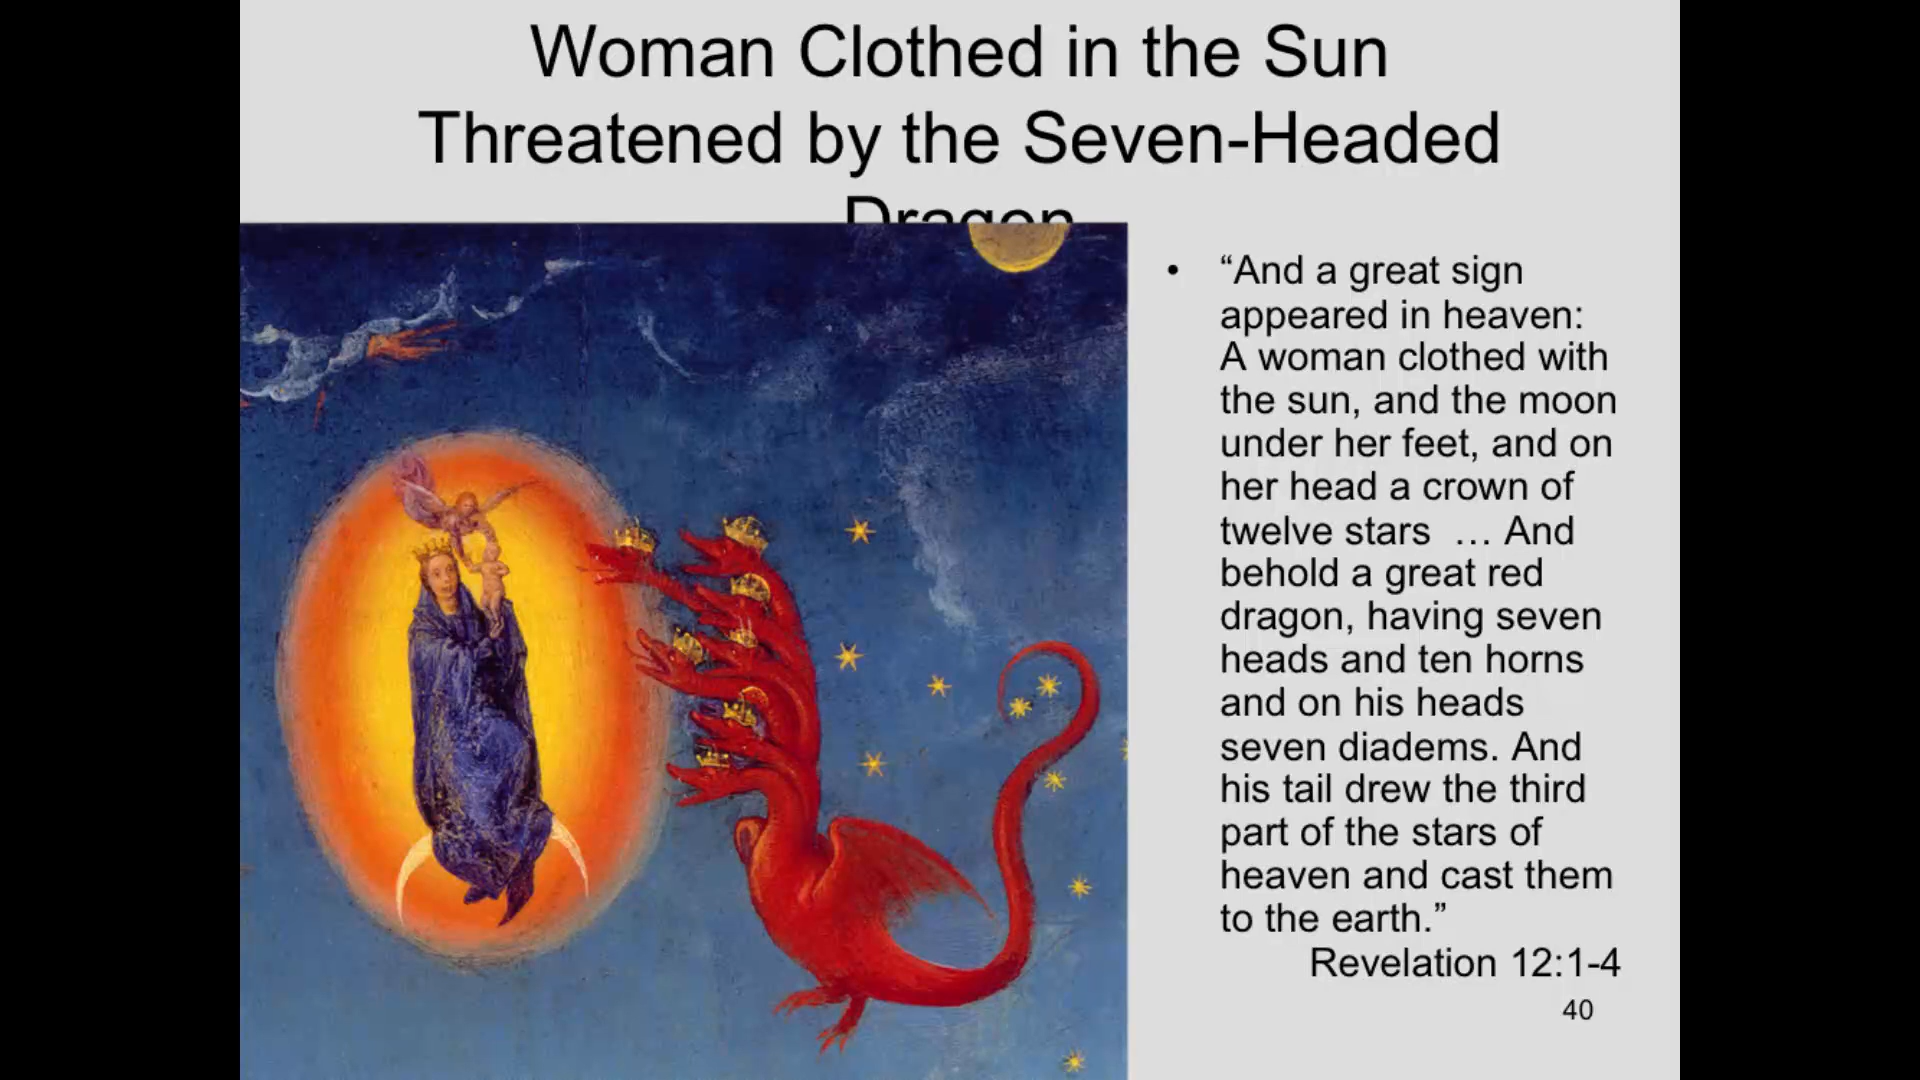 Woman Clothed in the Sun
Threatened by the Seven-Headed
Dragon
• “And a great sign
appeared in heaven:
A woman clothed with
the sun, and the moon
under her feet, and on
her head a crown of
twelve stars … And
behold a great red
dragon, having seven
heads and ten horns
and on his heads
seven diadems. And
his tail drew the third
part of the stars of
heaven and cast them
to the earth.”
Revelation 12:1-4
40